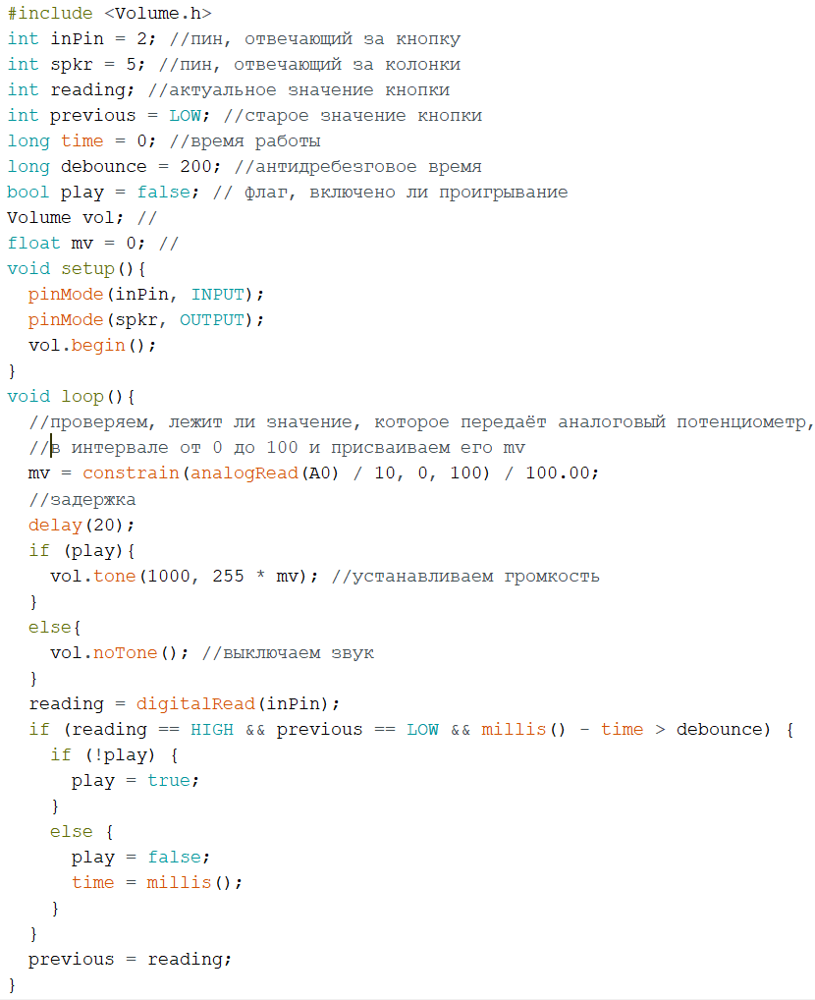 #include <Volume.h>
int inPin = 2; //пин, отвечающий за кнопку
int spkr = 5; //пин, отвечающий за колонки
int reading; //актуальное значение кнопки
int previous = LOW; //старое значение кнопки
long time = 0; //время работы
long debounce = 200; //антидребезговое время
bool play = false; // флаг, включено ли проигрывание
Volume vol; //
float mv = 0; //
void setup(){
  pinMode(inPin, INPUT);
  pinMode(spkr, OUTPUT);
  vol.begin();
}
void loop(){
  //проверяем, лежит ли значение, которое передаёт аналоговый потенциометр,
  //в интервале от 0 до 100 и присваиваем его mv
  mv = constrain(analogRead(A0) / 10, 0, 100) / 100.00;
  //задержка
  delay(20);
  if (play){
    vol.tone(1000, 255 * mv); //устанавливаем громкость
  }
  else{
    vol.noTone(); //выключаем звук
  }
  reading = digitalRead(inPin);
  if (reading == HIGH && previous == LOW && millis() - time > debounce) {
    if (!play) {
      play = true;
    }
    else {
      play = false;
      time = millis();
    }
  }
  previous = reading;
}